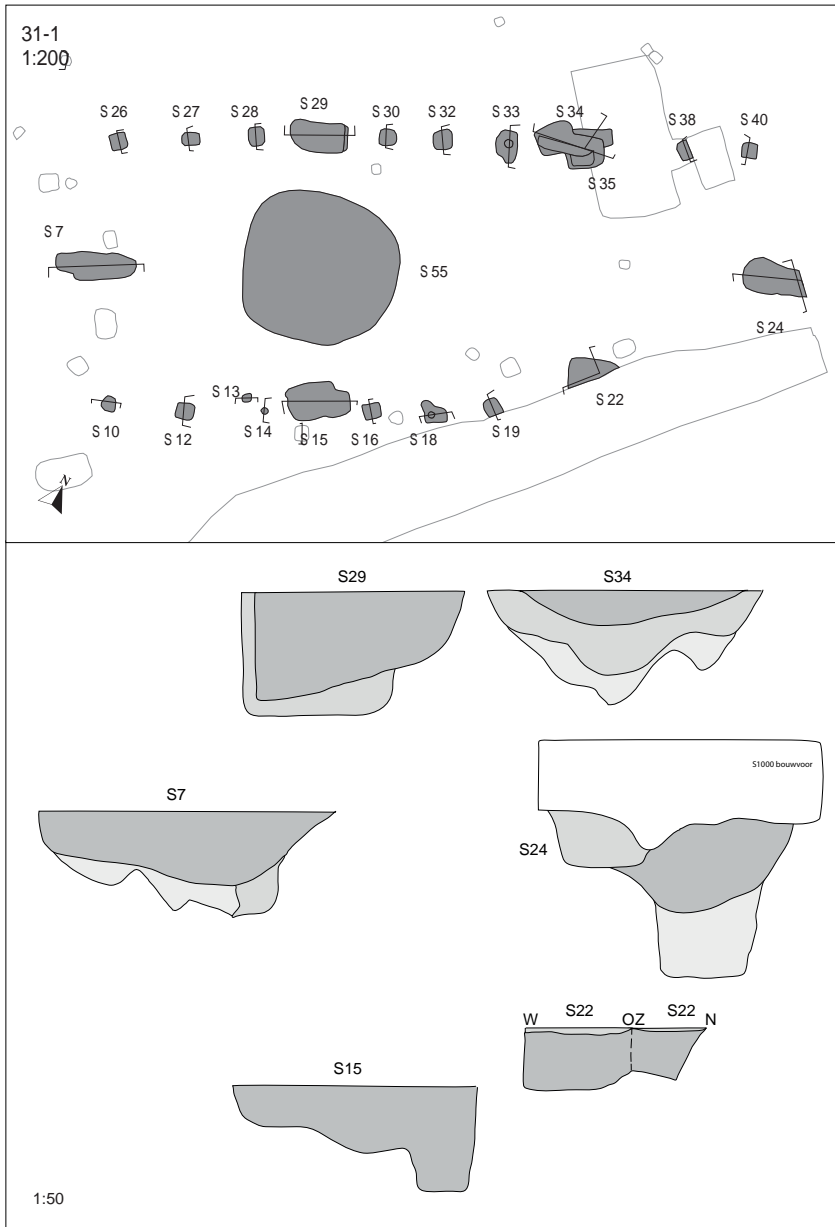 31-1
1:200
S 26 S 27 S 28 S 29 S 30 S 32 S 33 S 34 S 38 S 40
S 35
S 7
S 55
S 24
S 22
S 13
S 10 S 12 S 14 S 15 S 16 S 18 S 19
N
S29 S34
S1000 bouwvoor
S7
S24
W S22 OZ S22 N
S15
1:50